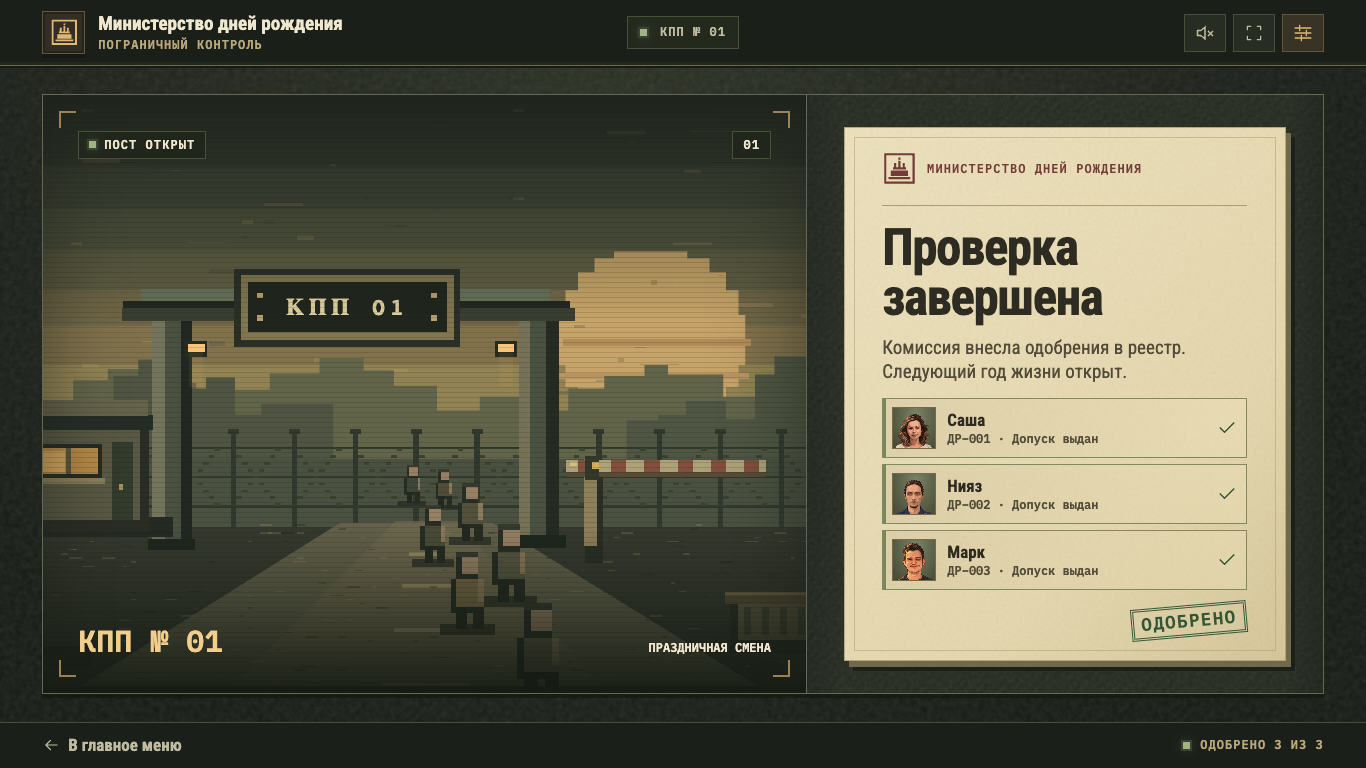 Министерство дней рождения
ПОГРАНИЧНЫЙ КОНТРОЛЬ
КПП № 01
ПОСТ ОТКРЫТ
01
КПП 01
КПП № 01
ПРАЗДНИЧНАЯ СМЕНА
МИНИСТЕРСТВО ДНЕЙ РОЖДЕНИЯ
Проверка
завершена
Комиссия внесла одобрения в реестр.
Следующий год жизни открыт.
Саша
ДР-001 · Допуск выдан
Нияз
ДР-002 · Допуск выдан
Марк
ДР-003 · Допуск выдан
ОДОБРЕНО
В главное меню
ОДОБРЕНО 3 ИЗ 3